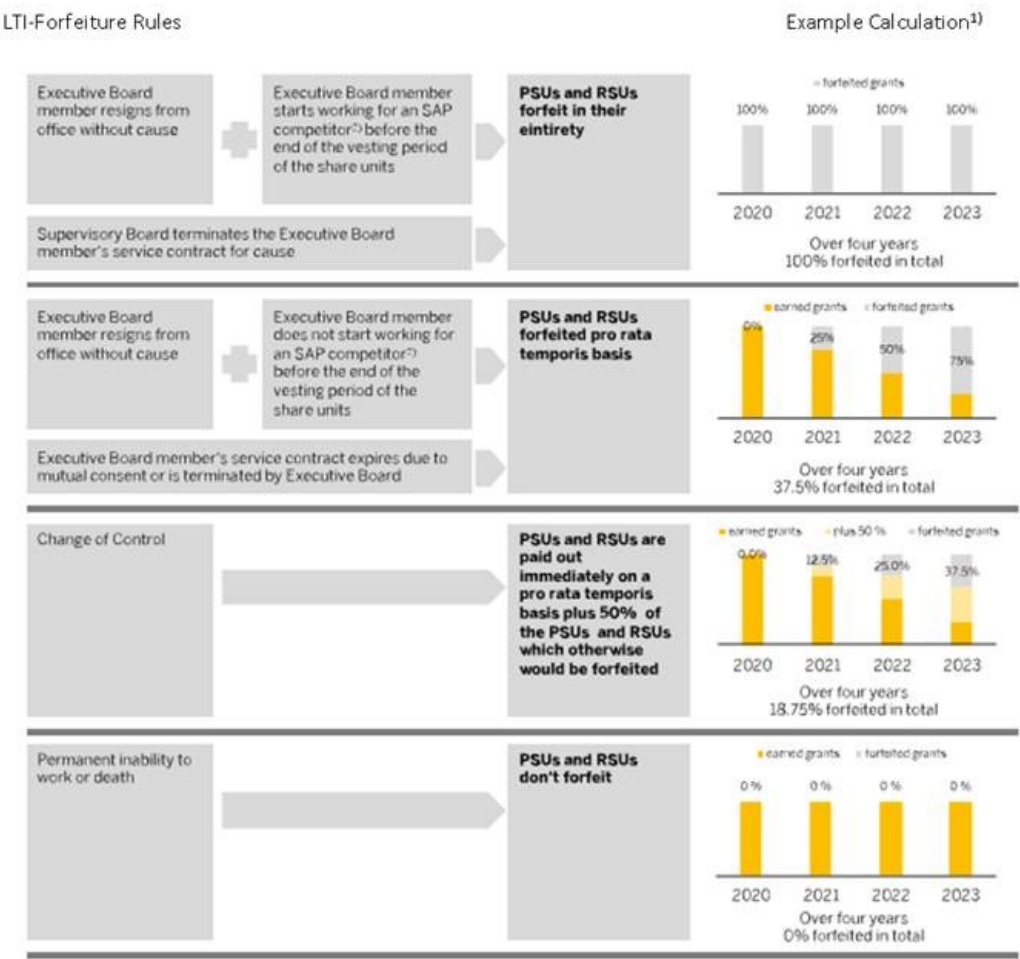 LTI-Forfeiture Rules
Example Calculation1)
Executive Board
member resigns from
office without cause
Executive Board member
starts working for an SAP
competitor2) before the
end of the vesting period
of the share units
PSUs and RSUs
forfeit in their
eintirety
Supervisory Board terminates the Executive Board
member's service contract for cause
forfeited grants
100% 100% 100% 100%
2020 2021 2022 2023
Over four years
100% forfeited in total
Executive Board
member resigns from
office without cause
Executive Board member
does not start working for
an SAP competitor2)
before the end of the
vesting period of the
share units
PSUs and RSUs
forfeited pro rata
temporis basis
Executive Board member's service contract expires due to
mutual consent or is terminated by Executive Board
earned grants forfeited grants
0% 25% 50% 75%
2020 2021 2022 2023
Over four years
37.5% forfeited in total
Change of Control
PSUs and RSUs are
paid out
immediately on a
pro rata temporis
basis plus 50% of
the PSUs and RSUs
which otherwise
would be forfeited
earned grants plus 50 % forfeited grants
0.0% 12.5% 25.0% 37.5%
2020 2021 2022 2023
Over four years
18.75% forfeited in total
Permanent inability to
work or death
PSUs and RSUs
don't forfeit
earned grants forfeited grants
0 % 0 % 0 % 0 %
2020 2021 2022 2023
Over four years
0% forfeited in total